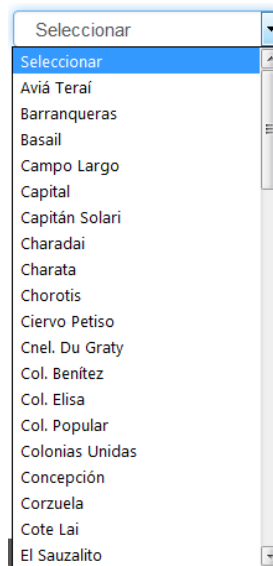 Seleccionar
Seleccionar
Aviá Teraí
Barranqueras
Basail
Campo Largo
Capital
Capitán Solari
Charadai
Charata
Chorotis
Ciervo Petiso
Cnel. Du Graty
Col. Benítez
Col. Elisa
Col. Popular
Colonias Unidas
Concepción
Corzuela
Cote Lai
El Sauzalito